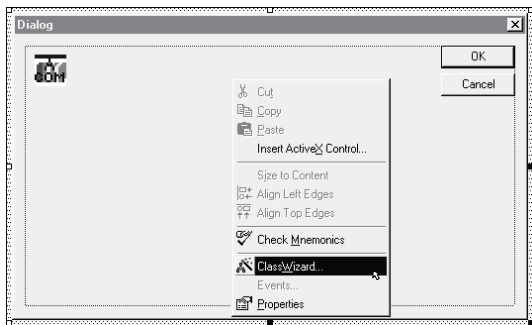 Dialog
OK
Cancel
Cut
Copy
Paste
Insert ActiveX Control...
Size to Content
Align Left Edges
Align Top Edges
Check Mnemonics
ClassWizard...
Events...
Properties